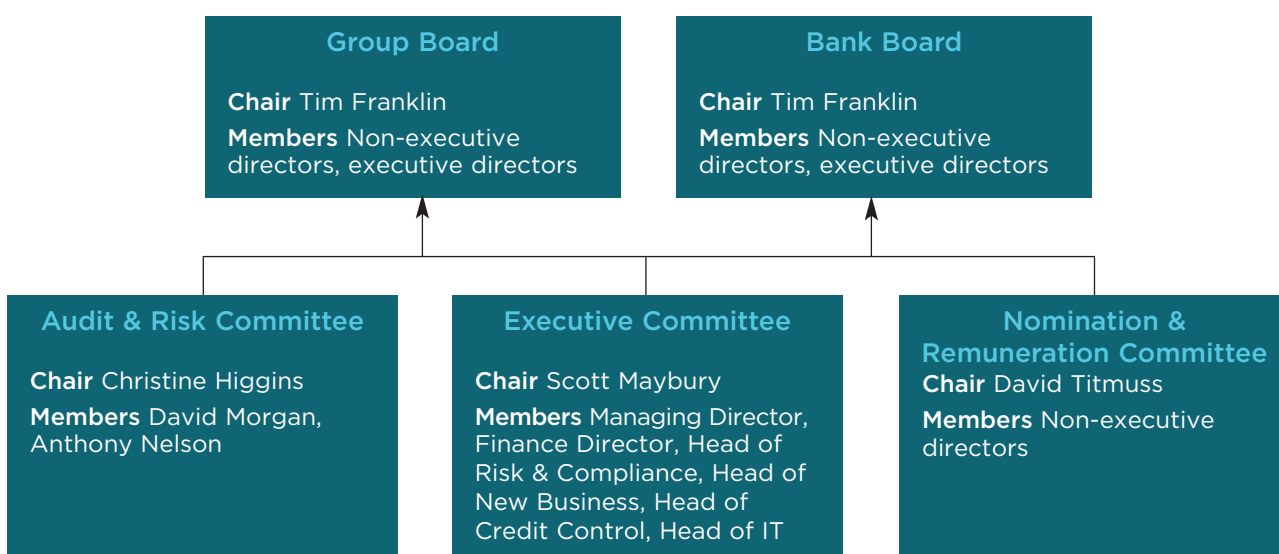 Group Board
Chair Tim Franklin
Members Non-executive
directors, executive directors
Bank Board
Chair Tim Franklin
Members Non-executive
directors, executive directors
Audit & Risk Committee
Chair Christine Higgins
Members David Morgan,
Anthony Nelson
Executive Committee
Chair Scott Maybury
Members Managing Director,
Finance Director, Head of
Risk & Compliance, Head of
New Business, Head of
Credit Control, Head of IT
Nomination &
Remuneration Committee
Chair David Titmuss
Members Non-executive
directors